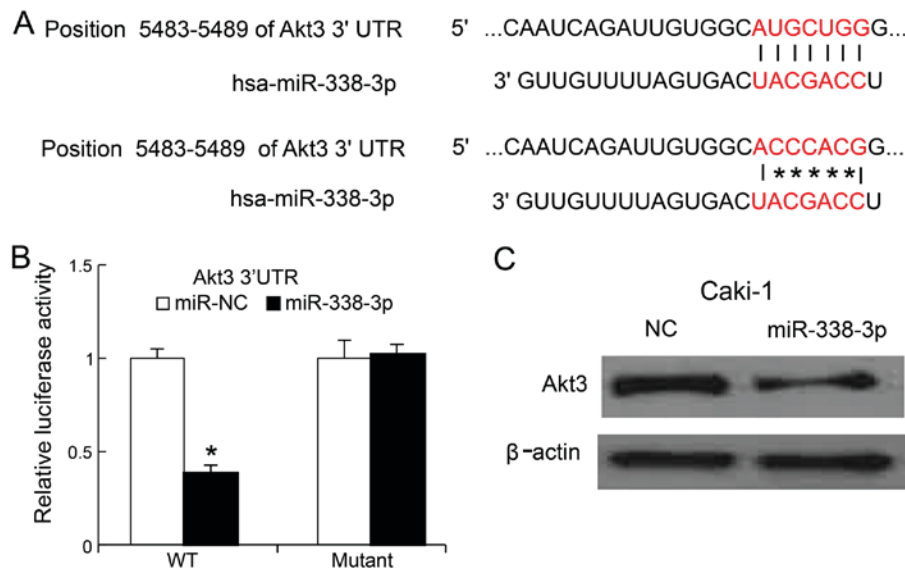 A
Position 5483-5489 of Akt3 3' UTR 5' ...CAAUCAGAUUGUGGCAUGCUGGG...
hsa-miR-338-3p 3' GUUGUUUUAGUGACUACGACCU
Position 5483-5489 of Akt3 3' UTR 5' ...CAAUCAGAUUGUGGCACCCACGG...
*****
hsa-miR-338-3p 3' GUUGUUUUAGUGACUACGACCU
B
Akt3 3'UTR
miR-NC miR-338-3p
Relative luciferase activity
1.5
1
0.5
0
*
WT Mutant
C
Caki-1
NC miR-338-3p
Akt3
β-actin